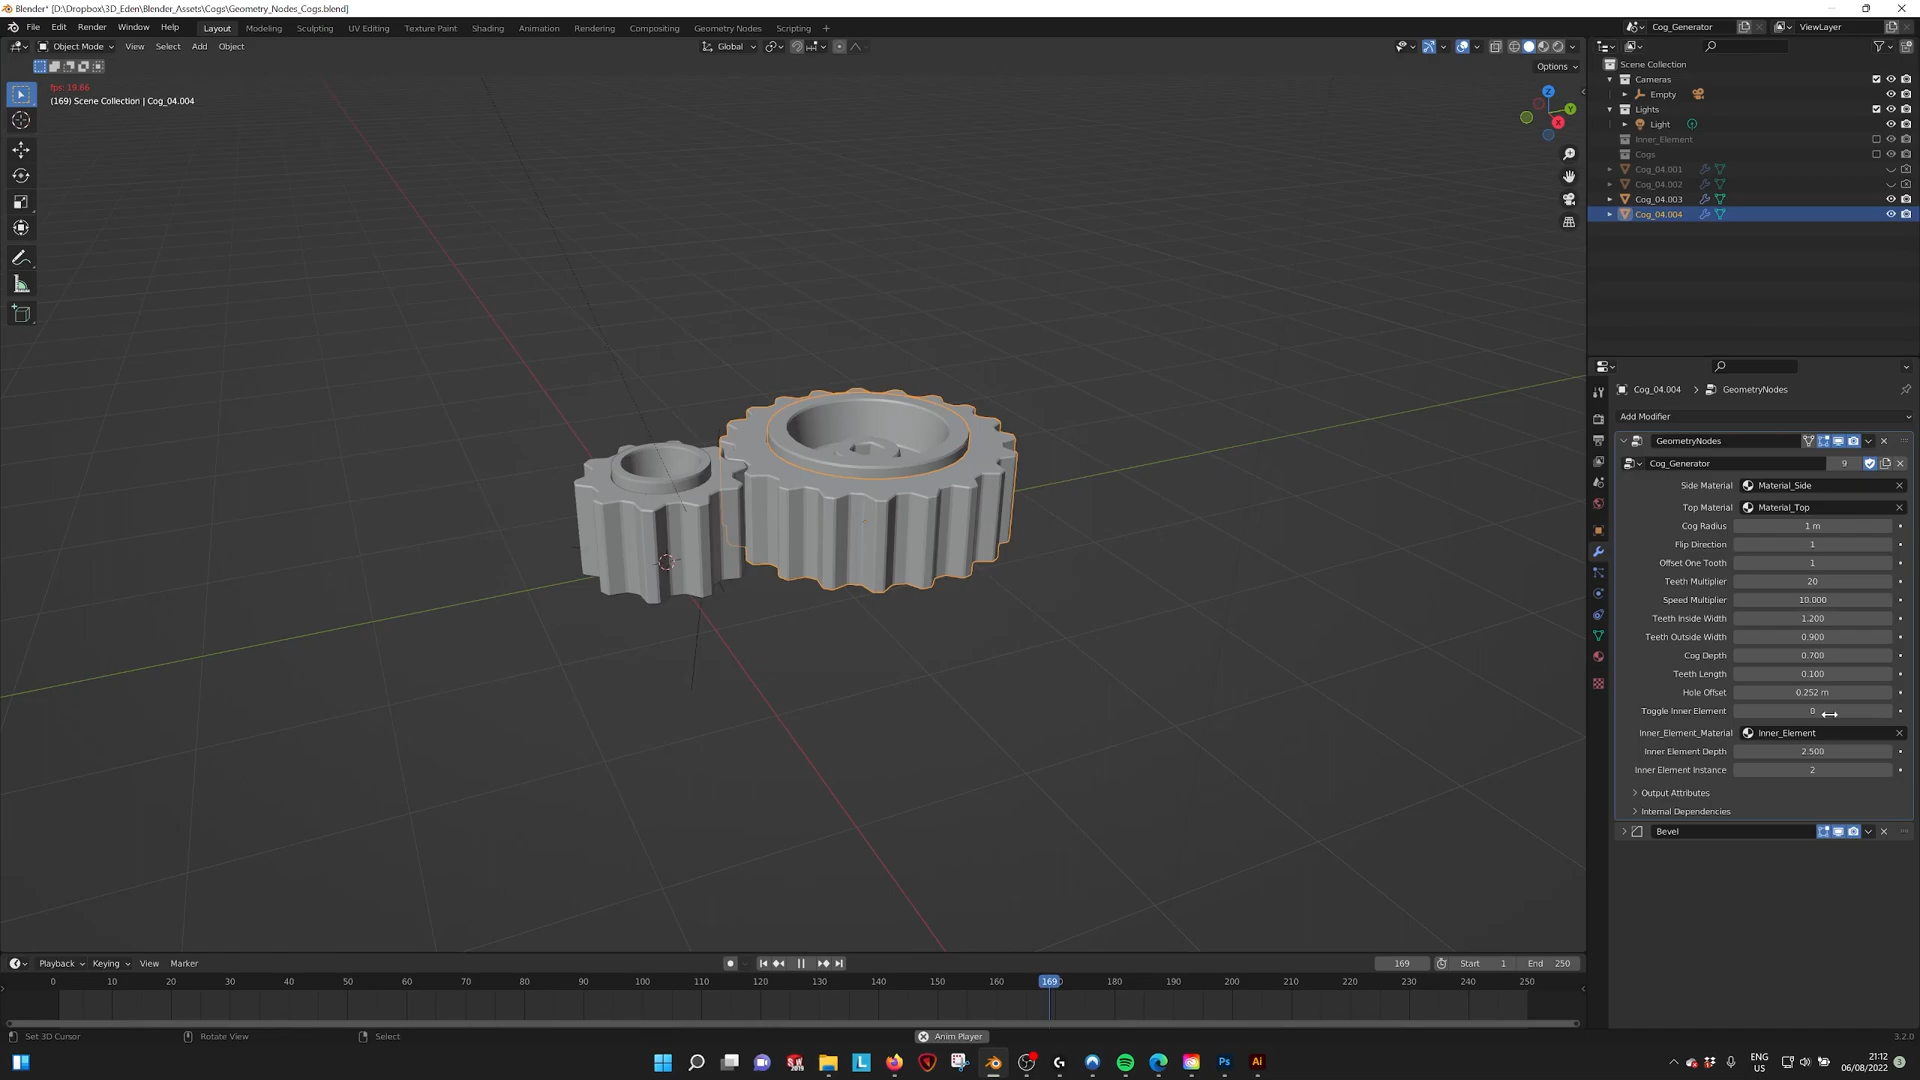 Blender* [D:\Dropbox\3D_Eden\Blender_Assets\Cogs\Geometry_Nodes_Cogs.blend]
File Edit Render Window Help Layout Modeling Sculpting UV Editing Texture Paint Shading Animation Rendering Compositing Geometry Nodes Scripting + Cog_Generator ViewLayer
Object Mode View Select Add Object Global
Options
fps: 19.66
(169) Scene Collection | Cog_04.004
Z
Y
X
Scene Collection
Cameras
Empty
Lights
Light
Inner_Element
Cogs
Cog_04.001
Cog_04.002
Cog_04.003
Cog_04.004
Cog_04.004 > GeometryNodes
Add Modifier
GeometryNodes
Cog_Generator 9
Side Material Material_Side
Top Material Material_Top
Cog Radius 1 m
Flip Direction 1
Offset One Tooth 1
Teeth Multiplier 20
Speed Multiplier 10.000
Teeth Inside Width 1.200
Teeth Outside Width 0.900
Cog Depth 0.700
Teeth Length 0.100
Hole Offset 0.252 m
Toggle Inner Element 0
Inner_Element_Material Inner_Element
Inner Element Depth 2.500
Inner Element Instance 2
Output Attributes
Internal Dependencies
Bevel
Playback Keying View Marker 169 Start 1 End 250
0 10 20 30 40 50 60 70 80 90 100 110 120 130 140 150 160 169 180 190 200 210 220 230 240 250
Set 3D Cursor Rotate View Select Anim Player 3.2.0
SW 2019 L Ps Ai
ENG
US
21:12
06/08/2022
3